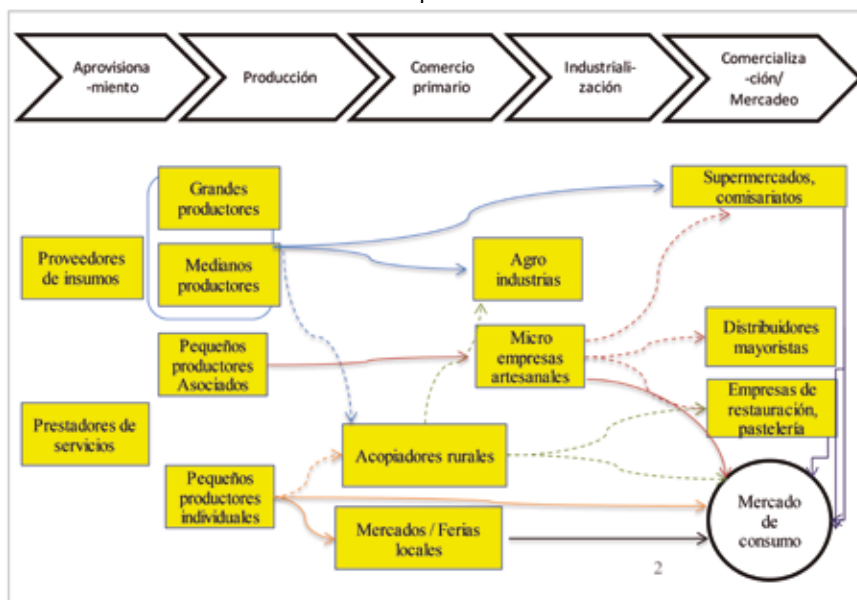 Aprovisiona
-miento
Producción
Comercio
primario
Industriali-
zación
Comercializa
-ción/
Mercadeo
Grandes
productores
Supermercados,
comisariatos
Proveedores
de insumos
Medianos
productores
Agro
industrias
Pequeños
productores
Asociados
Micro
empresas
artesanales
Distribuidores
mayoristas
Prestadores de
servicios
Empresas de
restauración,
pastelería
Acopiadores rurales
Pequeños
productores
individuales
Mercados / Ferias
locales
Mercado
de
consumo
2